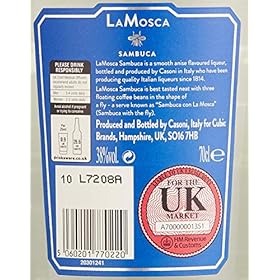 LAMOSCA
SAMBUCA
LaMosca Sambuca is a smooth anise flavoured liqueur,
bottled and produced by Casoni in Italy who have been
producing quality Italian liqueurs since 1814.
LaMosca Sambuca is best tasted neat with three
floating coffee beans in the shape of
a fly - a serve known as "Sambuca con La Mosca"
(Sambuca with the fly).
Produced and Bottled by Casoni, Italy for Cubic
Brands, Hampshire, UK, SO16 7HB
38%vol. 70cl e
PLEASE DRINK
RESPONSIBLY
drinkaware.co.uk
10 L7208A
5 060201 770220
20301241
FOR THE
UK
MARKET
A70000001351
HM Revenue
& Customs